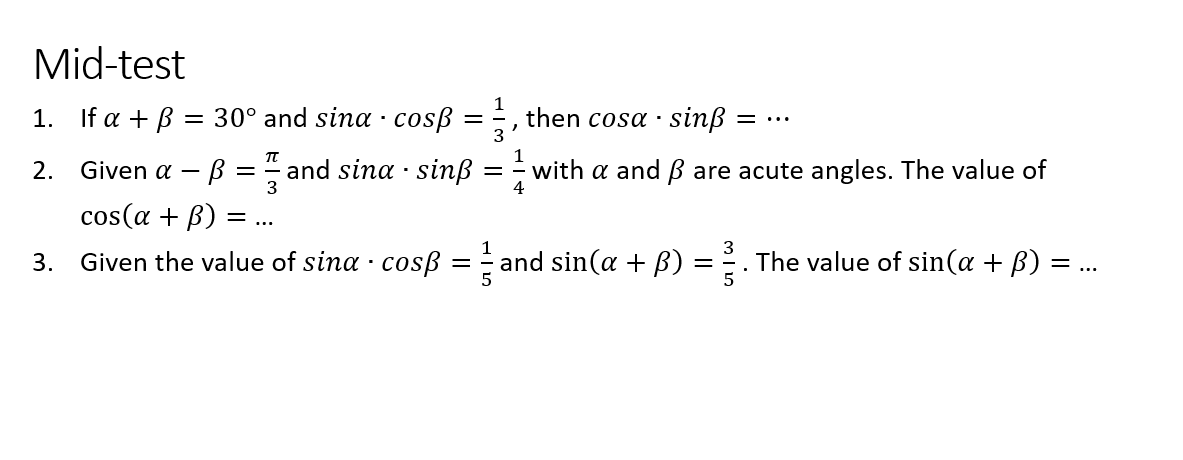 Mid-test
1. If α + β = 30° and sinα · cosβ = 1/3, then cosα · sinβ = ⋯
2. Given α − β = π/3 and sinα · sinβ = 1/4 with α and β are acute angles. The value of
cos(α + β) = ...
3. Given the value of sinα · cosβ = 1/5 and sin(α + β) = 3/5. The value of sin(α + β) = ...